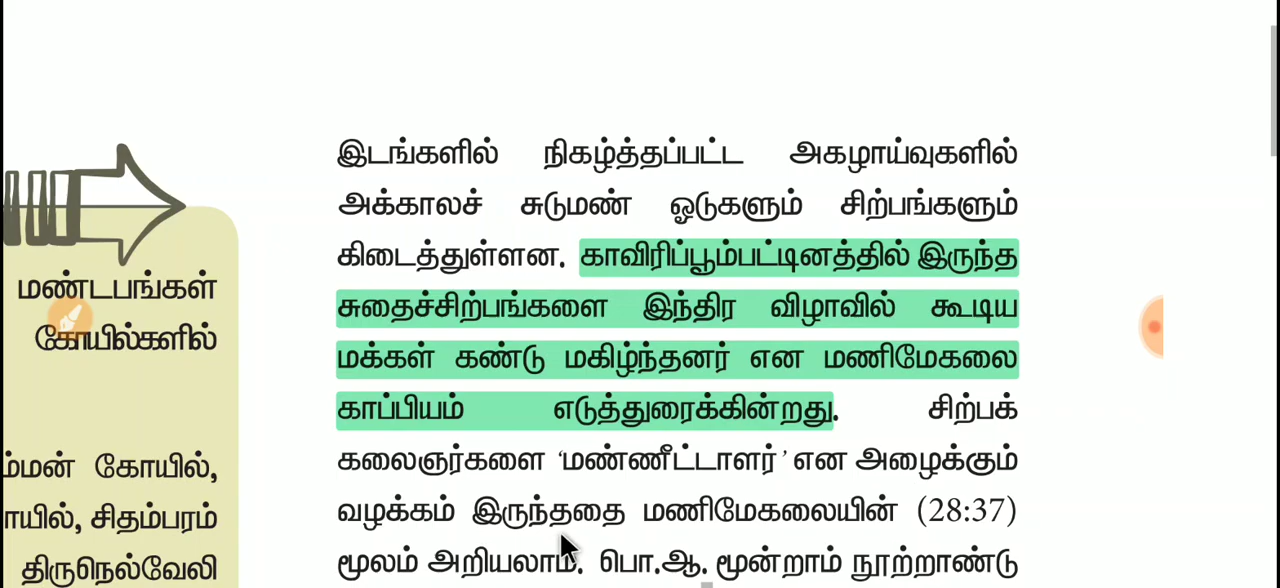 இடங்களில் நிகழ்த்தப்பட்ட அகழாய்வுகளில்
அக்காலச் சுடுமண் ஓடுகளும் சிற்பங்களும்
கிடைத்துள்ளன. காவிரிப்பூம்பட்டினத்தில் இருந்த
சுதைச்சிற்பங்களை இந்திர விழாவில் கூடிய
மக்கள் கண்டு மகிழ்ந்தனர் என மணிமேகலை
காப்பியம் எடுத்துரைக்கின்றது. சிற்பக்
கலைஞர்களை ‘மண்ணீட்டாளர்’ என அழைக்கும்
வழக்கம் இருந்ததை மணிமேகலையின் (28:37)
மூலம் அறியலாம். பொ.ஆ. மூன்றாம் நூற்றாண்டு
மண்டபங்கள்
கோயில்களில்
ம்மன் கோயில்,
ாயில், சிதம்பரம்
திருநெல்வேலி